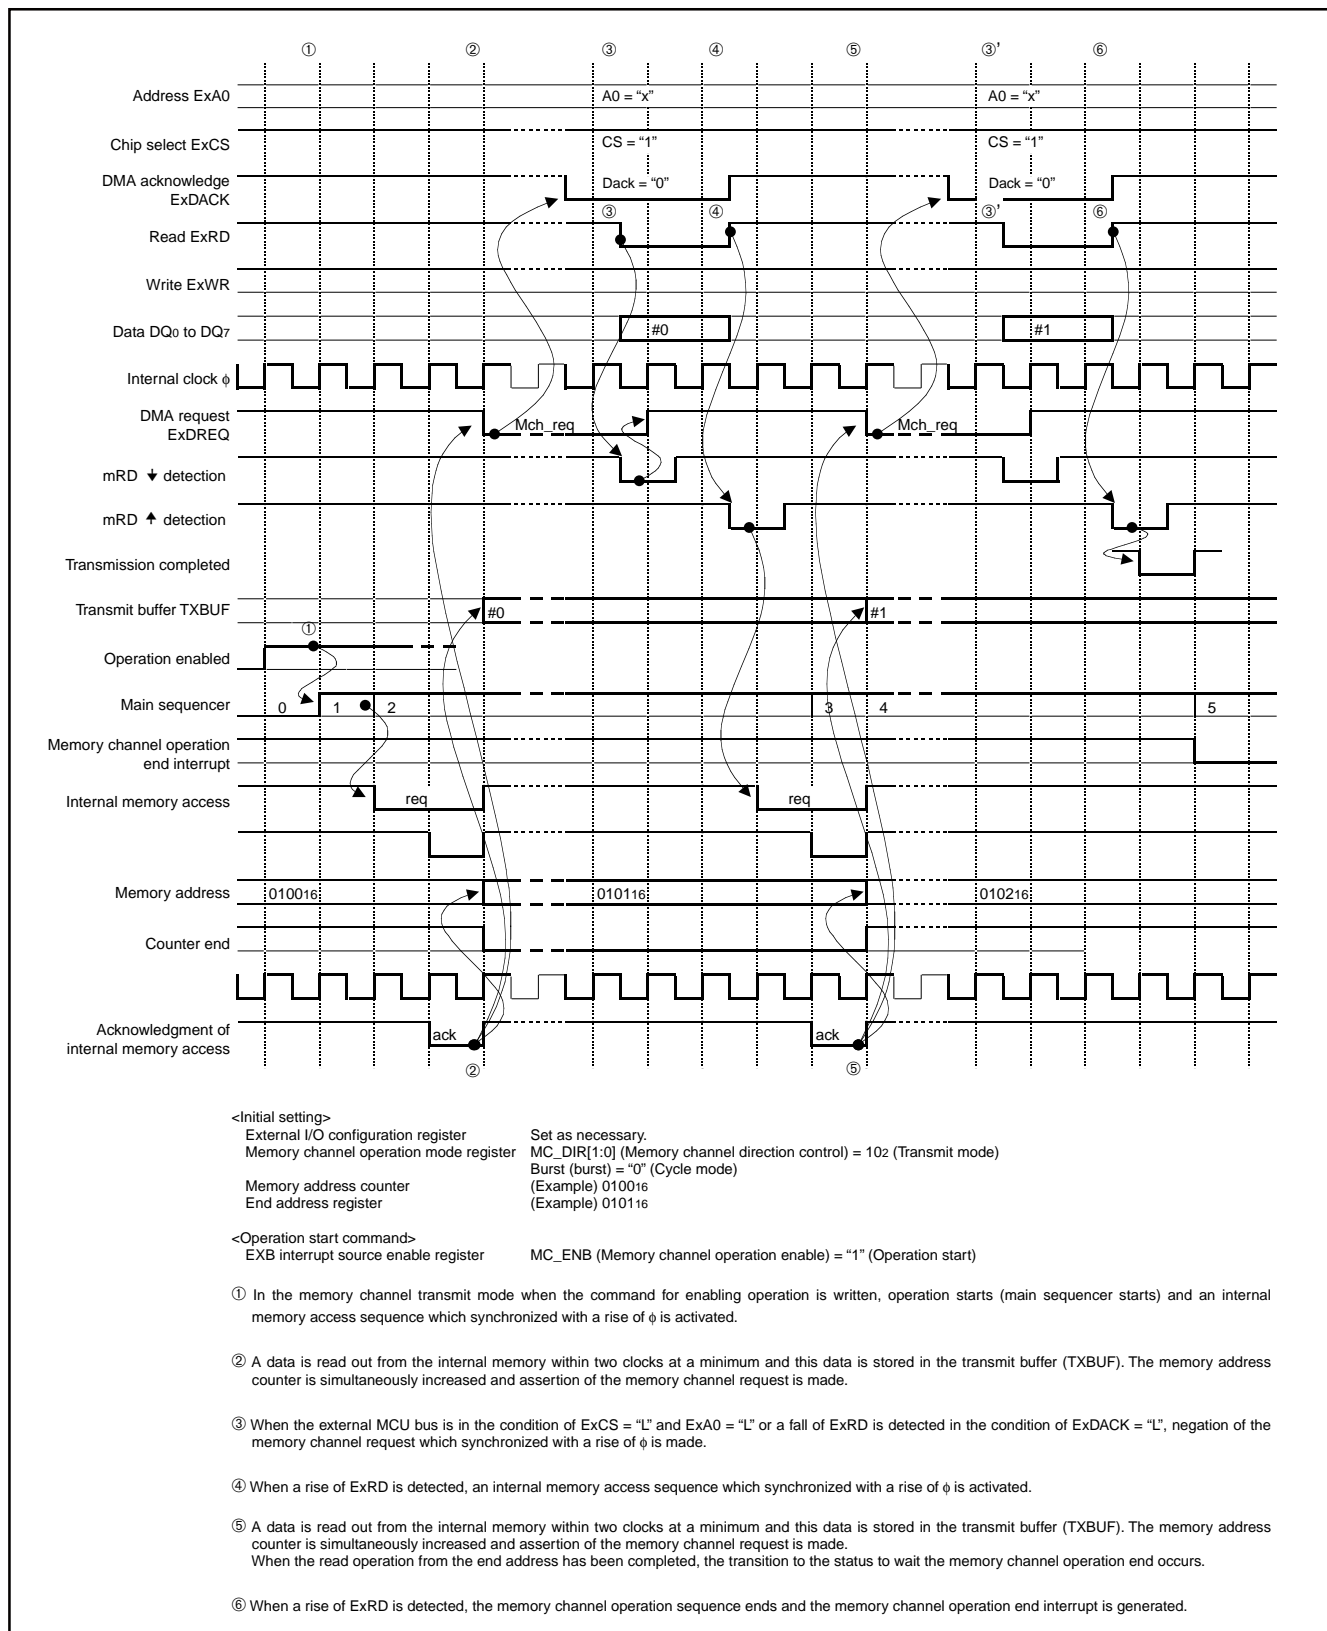 ① ② ③ ④ ⑤ ③’ ⑥
Address ExA0 A0 = “x” A0 = “x”
Chip select ExCS CS = “1” CS = “1”
DMA acknowledge
ExDACK Dack = “0” Dack = “0”
③ ④ ③’ ⑥
Read ExRD
Write ExWR
Data DQ0 to DQ7 #0 #1
Internal clock ϕ
DMA request
ExDREQ Mch_req Mch_req
mRD ↓ detection
mRD ↑ detection
Transmission completed
Transmit buffer TXBUF #0 #1
①
Operation enabled
Main sequencer 0 1 2 3 4 5
Memory channel operation
end interrupt
Internal memory access req req
Memory address 010016 010116 010216
Counter end
Acknowledgment of
internal memory access ack ack
② ⑤
<Initial setting>
External I/O configuration register Set as necessary.
Memory channel operation mode register MC_DIR[1:0] (Memory channel direction control) = 102 (Transmit mode)
Burst (burst) = “0” (Cycle mode)
Memory address counter (Example) 010016
End address register (Example) 010116
<Operation start command>
EXB interrupt source enable register MC_ENB (Memory channel operation enable) = “1” (Operation start)
① In the memory channel transmit mode when the command for enabling operation is written, operation starts (main sequencer starts) and an internal
memory access sequence which synchronized with a rise of ϕ is activated.
② A data is read out from the internal memory within two clocks at a minimum and this data is stored in the transmit buffer (TXBUF). The memory address
counter is simultaneously increased and assertion of the memory channel request is made.
③ When the external MCU bus is in the condition of ExCS = “L” and ExA0 = “L” or a fall of ExRD is detected in the condition of ExDACK = “L”, negation of the
memory channel request which synchronized with a rise of ϕ is made.
④ When a rise of ExRD is detected, an internal memory access sequence which synchronized with a rise of ϕ is activated.
⑤ A data is read out from the internal memory within two clocks at a minimum and this data is stored in the transmit buffer (TXBUF). The memory address
counter is simultaneously increased and assertion of the memory channel request is made.
When the read operation from the end address has been completed, the transition to the status to wait the memory channel operation end occurs.
⑥ When a rise of ExRD is detected, the memory channel operation sequence ends and the memory channel operation end interrupt is generated.